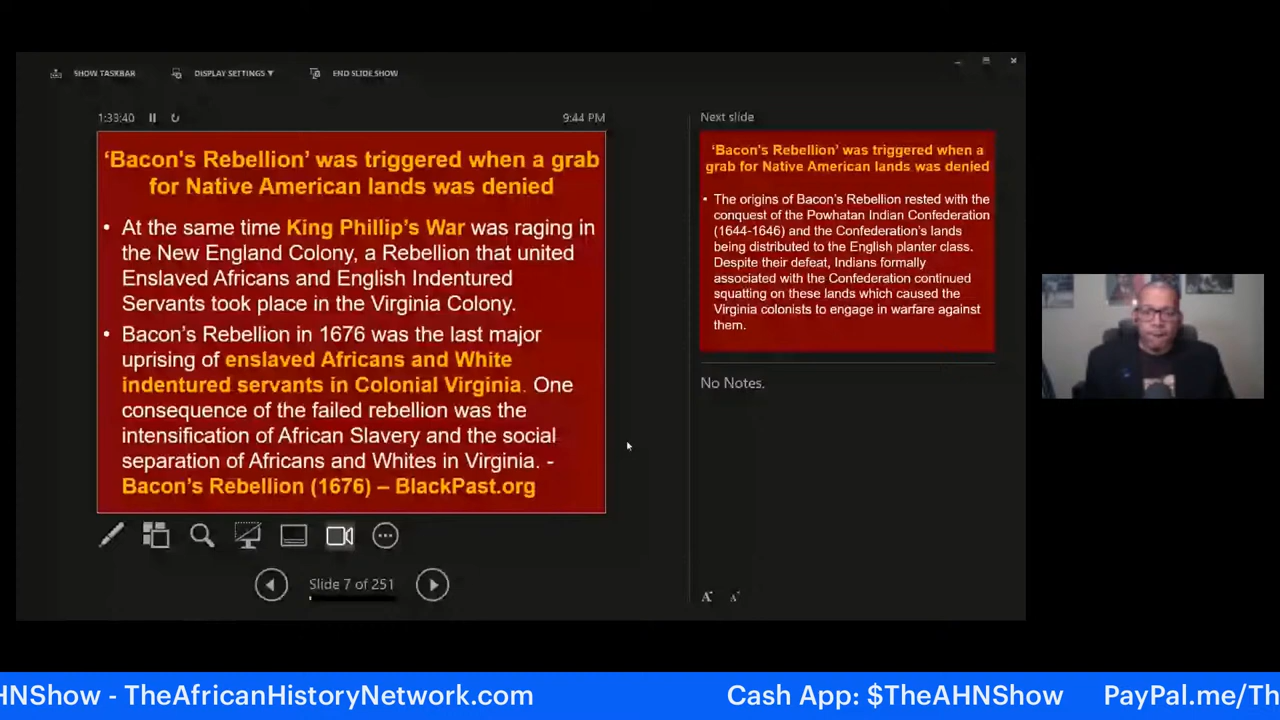 SHOW TASKBAR
DISPLAY SETTINGS ▼
END SLIDE SHOW
1:33:40
9:44 PM
'Bacon's Rebellion' was triggered when a grab
for Native American lands was denied
• At the same time King Phillip's War was raging in
the New England Colony, a Rebellion that united
Enslaved Africans and English Indentured
Servants took place in the Virginia Colony.
• Bacon's Rebellion in 1676 was the last major
uprising of enslaved Africans and White
indentured servants in Colonial Virginia. One
consequence of the failed rebellion was the
intensification of African Slavery and the social
separation of Africans and Whites in Virginia. -
Bacon's Rebellion (1676) – BlackPast.org
Slide 7 of 251
Next slide
'Bacon's Rebellion' was triggered when a
grab for Native American lands was denied
• The origins of Bacon's Rebellion rested with the
conquest of the Powhatan Indian Confederation
(1644-1646) and the Confederation's lands
being distributed to the English planter class.
Despite their defeat, Indians formally
associated with the Confederation continued
squatting on these lands which caused the
Virginia colonists to engage in warfare against
them.
No Notes.
A A
HNShow - TheAfricanHistoryNetwork.com
Cash App: $TheAHNShow
PayPal.me/Th